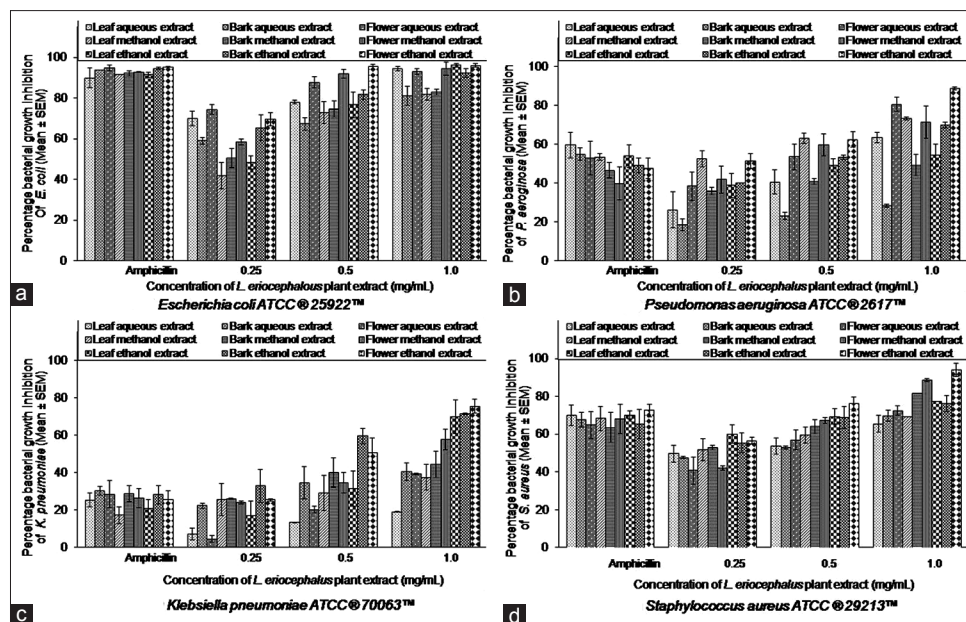 Leaf aqueous extract Bark aqueous extract Flower aqueous extract
Leaf methanol extract Bark methanol extract Flower methanol extract
Leaf ethanol extract Bark ethanol extract Flower ethanol extract
Percentage bacterial growth inhibition
Of E. coli (Mean ± SEM)
100
80
60
40
20
0
Amphicillin 0.25 0.5 1.0
Concentration of L. eriocephalous plant extract (mg/mL)
a
Escherichia coli ATCC® 25922™
Leaf aqueous extract Bark aqueous extract Flower aqueous extract
Leaf methanol extract Bark methanol extract Flower methanol extract
Leaf ethanol extract Bark ethanol extract Flower ethanol extract
Percentage bacterial growth inhibition
of P. aeroginosa (Mean ± SEM)
100
80
60
40
20
0
Amphicillin 0.25 0.5 1.0
Concentration of L. eriocephalus plant extract (mg/mL)
b
Pseudomonas aeruginosa ATCC® 2617™
Leaf aqueous extract Bark aqueous extract Flower aqueous extract
Leaf methanol extract Bark methanol extract Flower methanol extract
Leaf ethanol extract Bark ethanol extract Flower ethanol extract
Percentage bacterial growth inhibition
of K. pneumoniae (Mean ± SEM)
100
80
60
40
20
0
Amphicillin 0.25 0.5 1.0
Concentration of L. eriocephalus plant extract (mg/mL)
c
Klebsiella pneumoniae ATCC® 70063™
Leaf aqueous extract Bark aqueous extract Flower aqueous extract
Leaf methanol extract Bark methanol extract Flower methanol extract
Leaf ethanol extract Bark ethanol extract Flower ethanol extract
Percentage bacterial growth inhibition
of S. aureus (Mean ± SEM)
100
80
60
40
20
0
Amphicillin 0.25 0.5 1.0
Concentration of L. eriocephalus plant extract (mg/mL)
d
Staphylococcus aureus ATCC® 29213™